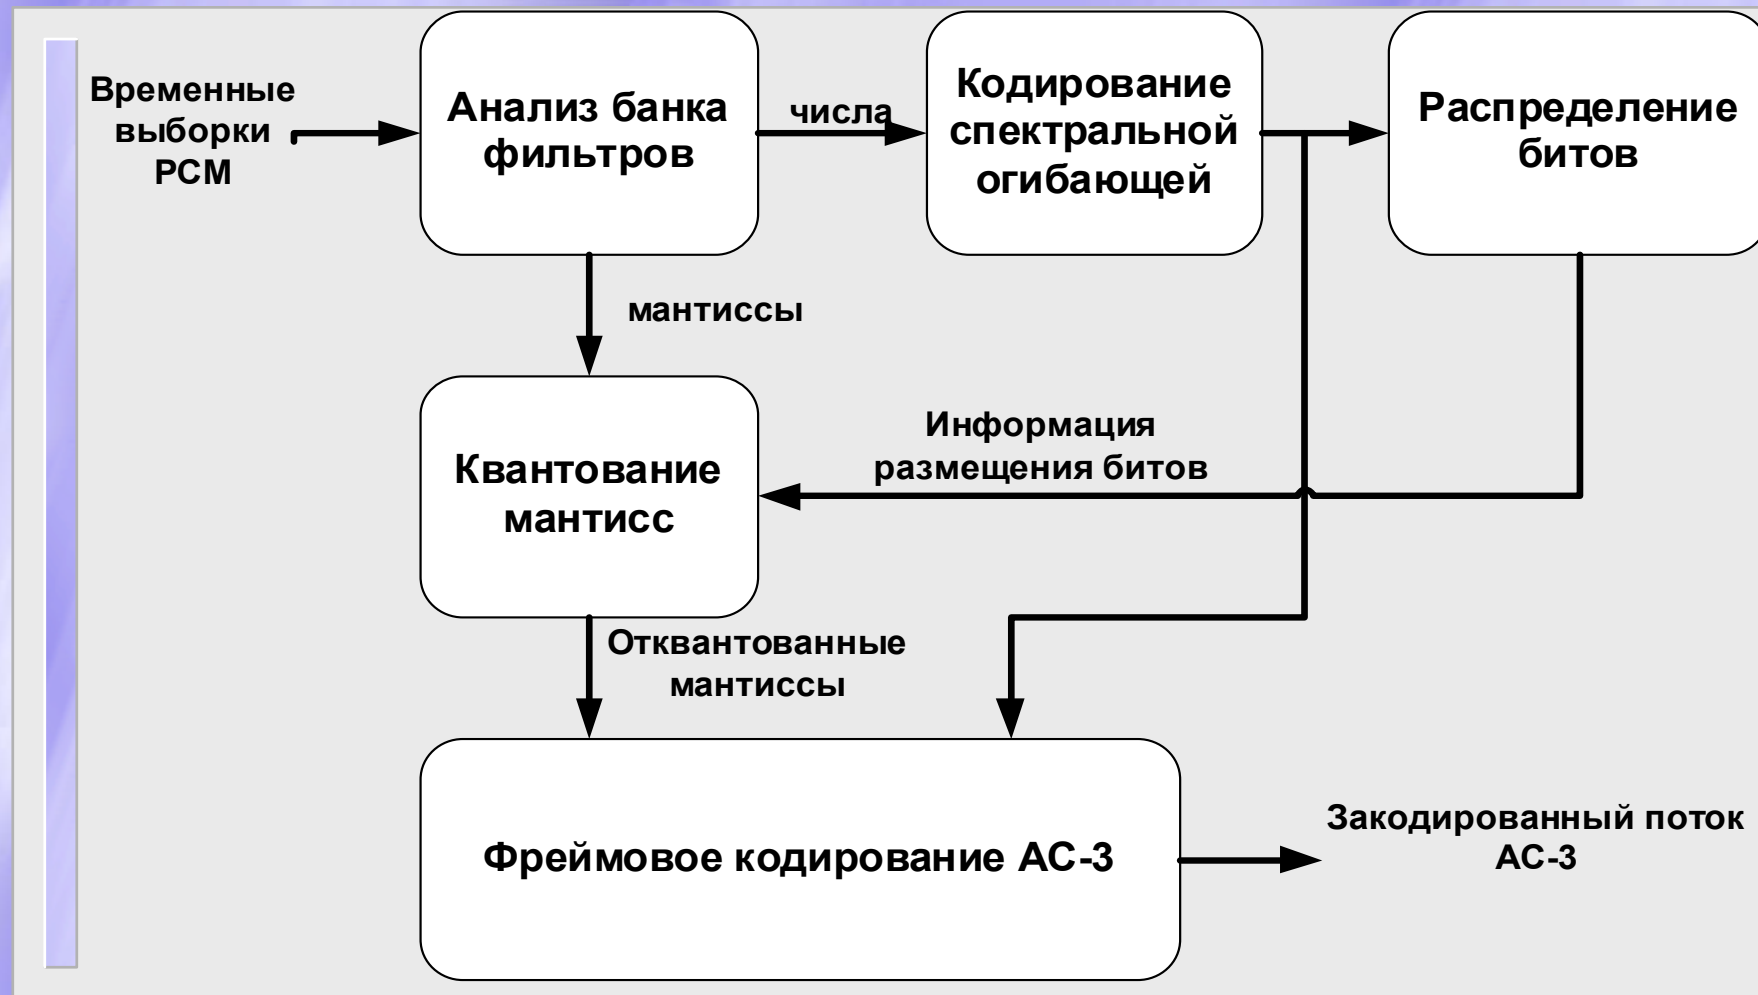 Временные
выборки
РСМ
Анализ банка
фильтров
числа
Кодирование
спектральной
огибающей
Распределение
битов
мантиссы
Квантование
мантисс
Информация
размещения битов
Отквантованные
мантиссы
Фреймовое кодирование АС-3
Закодированный поток
АС-3